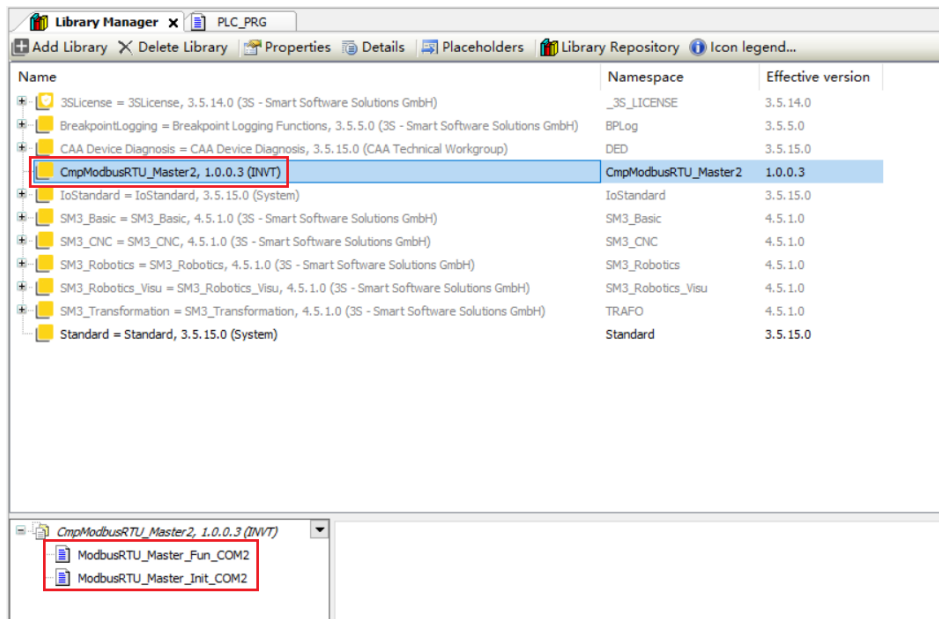 Library Manager x PLC_PRG
Add Library Delete Library Properties Details Placeholders Library Repository Icon legend...
Name Namespace Effective version
3SLicense = 3SLicense, 3.5.14.0 (3S - Smart Software Solutions GmbH) _3S_LICENSE 3.5.14.0
BreakpointLogging = Breakpoint Logging Functions, 3.5.5.0 (3S - Smart Software Solutions GmbH) BPLog 3.5.5.0
CAA Device Diagnosis = CAA Device Diagnosis, 3.5.15.0 (CAA Technical Workgroup) DED 3.5.15.0
CmpModbusRTU_Master2, 1.0.0.3 (INVT) CmpModbusRTU_Master2 1.0.0.3
IoStandard = IoStandard, 3.5.15.0 (System) IoStandard 3.5.15.0
SM3_Basic = SM3_Basic, 4.5.1.0 (3S - Smart Software Solutions GmbH) SM3_Basic 4.5.1.0
SM3_CNC = SM3_CNC, 4.5.1.0 (3S - Smart Software Solutions GmbH) SM3_CNC 4.5.1.0
SM3_Robotics = SM3_Robotics, 4.5.1.0 (3S - Smart Software Solutions GmbH) SM3_Robotics 4.5.1.0
SM3_Robotics_Visu = SM3_Robotics_Visu, 4.5.1.0 (3S - Smart Software Solutions GmbH) SM3_Robotics_Visu 4.5.1.0
SM3_Transformation = SM3_Transformation, 4.5.1.0 (3S - Smart Software Solutions GmbH) TRAFO 4.5.1.0
Standard = Standard, 3.5.15.0 (System) Standard 3.5.15.0
CmpModbusRTU_Master2, 1.0.0.3 (INVT)
ModbusRTU_Master_Fun_COM2
ModbusRTU_Master_Init_COM2